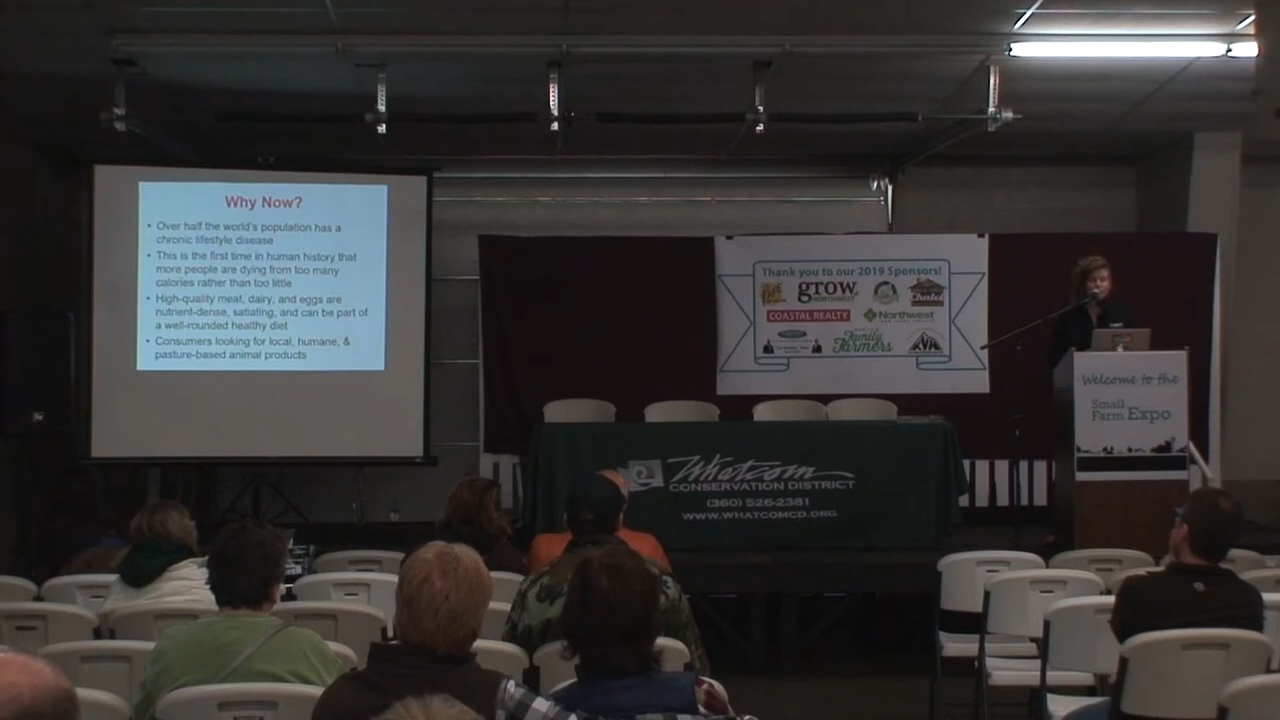 Why Now?
• Over half the world's population has a
chronic lifestyle disease
• This is the first time in human history that
more people are dying from too many
calories rather than too little
• High-quality meat, dairy, and eggs are
nutrient-dense, satiating, and can be part of
a well-rounded healthy diet
• Consumers looking for local, humane, &
pasture-based animal products
Thank you to our 2019 Sponsors!
grow
NORTHWEST
Chalet
COASTAL REALTY
Northwest
Family
Farmers
Welcome to the
Small
Farm Expo
Whatcom
CONSERVATION DISTRICT
(360) 526-2381
WWW.WHATCOMCD.ORG